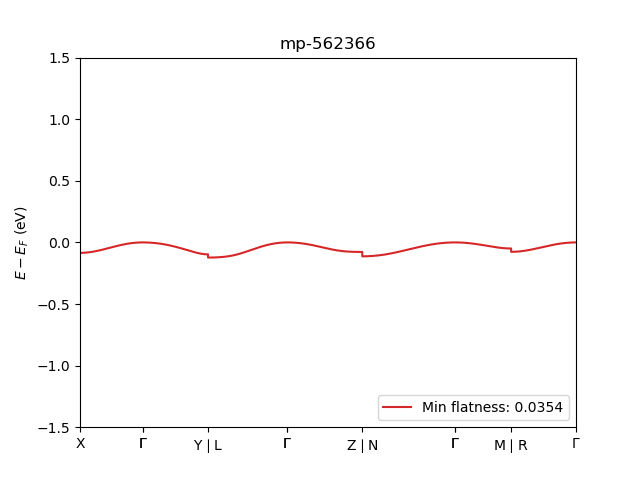 mp-562366
E − E_F (eV)
1.5
1.0
0.5
0.0
−0.5
−1.0
−1.5
Min flatness: 0.0354
X Γ Y | L Γ Z | N Γ M | R Γ